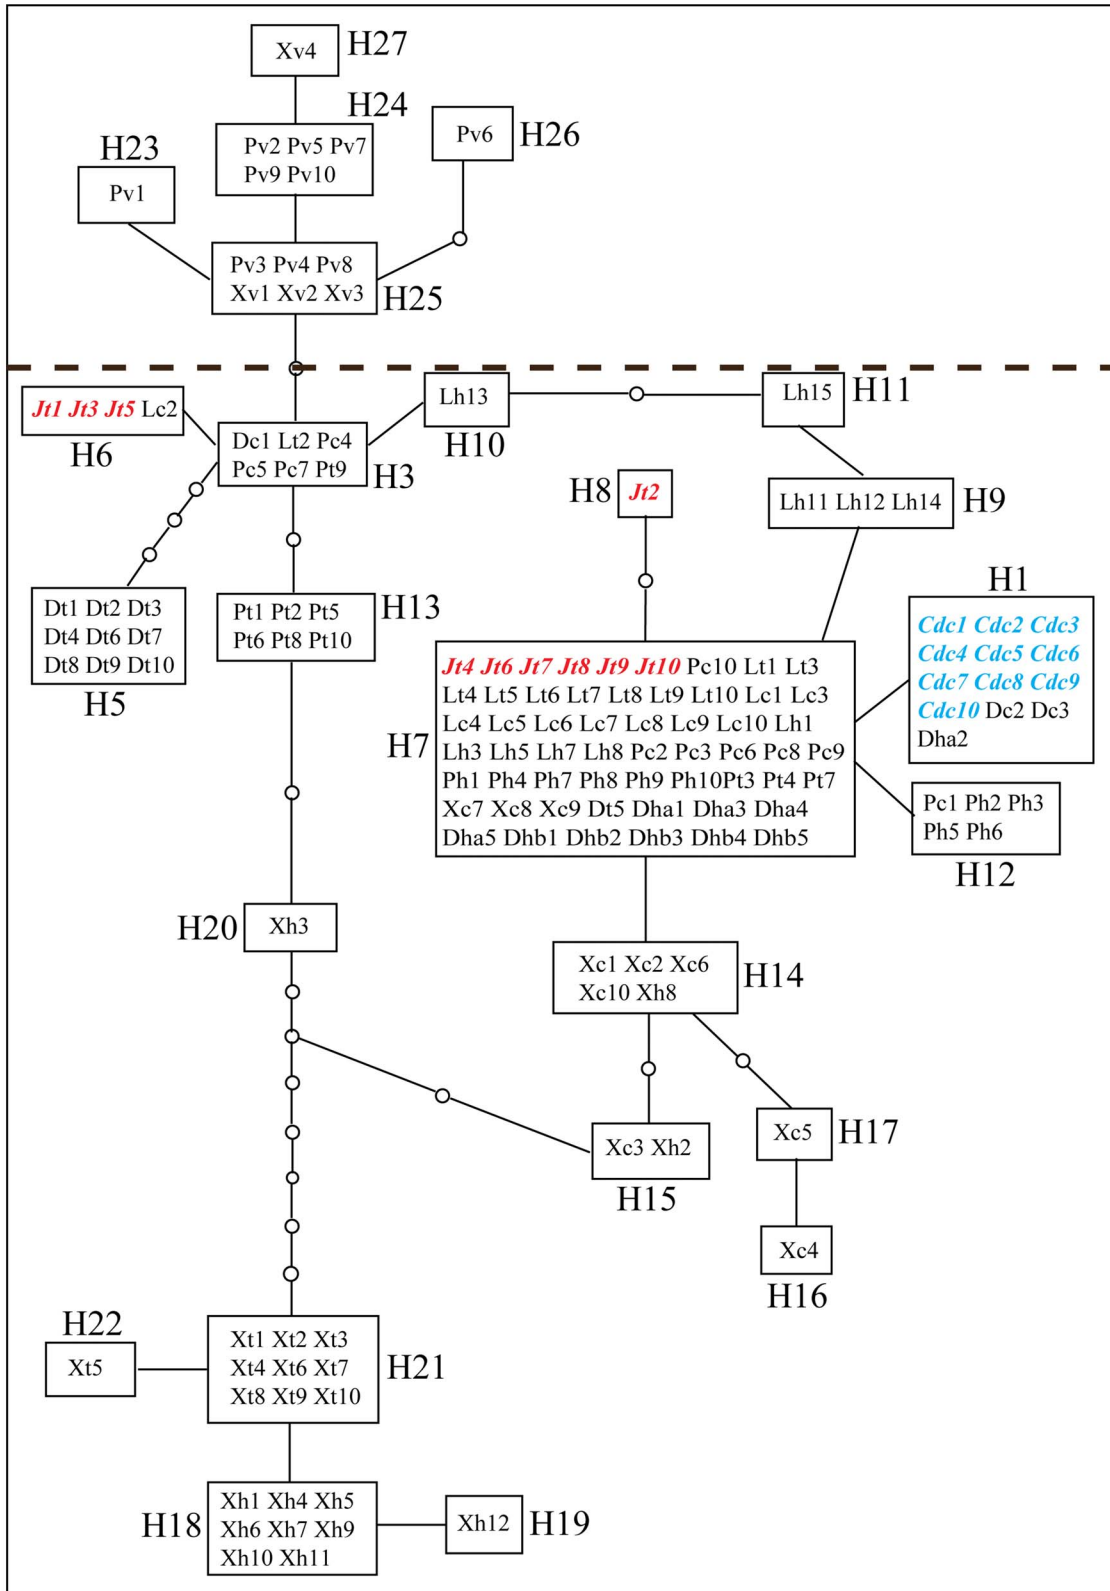 Xv4
H27
H24
Pv2 Pv5 Pv7
Pv9 Pv10
Pv6
H26
H23
Pv1
Pv3 Pv4 Pv8
Xv1 Xv2 Xv3
H25
Jt1 Jt3 Jt5 Lc2
H6
Dc1 Lt2 Pc4
Pc5 Pc7 Pt9
H3
Lh13
H10
Lh15
H11
H8
Jt2
Lh11 Lh12 Lh14
H9
Dt1 Dt2 Dt3
Dt4 Dt6 Dt7
Dt8 Dt9 Dt10
H5
Pt1 Pt2 Pt5
Pt6 Pt8 Pt10
H13
H1
Cdc1 Cdc2 Cdc3
Cdc4 Cdc5 Cdc6
Cdc7 Cdc8 Cdc9
Cdc10 Dc2 Dc3
Dha2
H7
Jt4 Jt6 Jt7 Jt8 Jt9 Jt10 Pc10 Lt1 Lt3
Lt4 Lt5 Lt6 Lt7 Lt8 Lt9 Lt10 Lc1 Lc3
Lc4 Lc5 Lc6 Lc7 Lc8 Lc9 Lc10 Lh1
Lh3 Lh5 Lh7 Lh8 Pc2 Pc3 Pc6 Pc8 Pc9
Ph1 Ph4 Ph7 Ph8 Ph9 Ph10Pt3 Pt4 Pt7
Xc7 Xc8 Xc9 Dt5 Dha1 Dha3 Dha4
Dha5 Dhb1 Dhb2 Dhb3 Dhb4 Dhb5
Pc1 Ph2 Ph3
Ph5 Ph6
H12
H20
Xh3
Xc1 Xc2 Xc6
Xc10 Xh8
H14
Xc3 Xh2
H15
Xc5
H17
Xc4
H16
H22
Xt5
Xt1 Xt2 Xt3
Xt4 Xt6 Xt7
Xt8 Xt9 Xt10
H21
H18
Xh1 Xh4 Xh5
Xh6 Xh7 Xh9
Xh10 Xh11
Xh12
H19